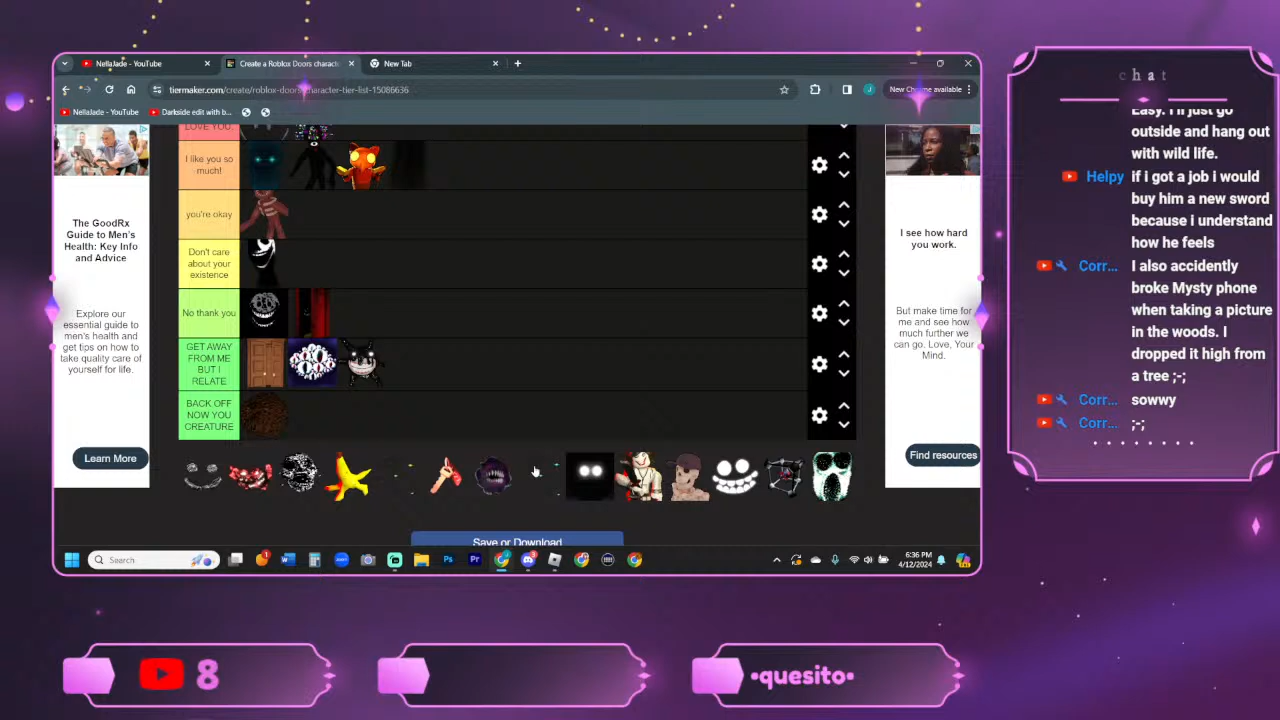 NellaJade - YouTube
Create a Roblox Doors charact
New Tab
tiermaker.com/create/roblox-doors-character-tier-list-15086636
New Chrome available
NellaJade - YouTube
Darkside edit with b...
LOVE YOU.
I like you so
much!
you're okay
Don't care
about your
existence
No thank you
GET AWAY
FROM ME
BUT I
RELATE
BACK OFF
NOW YOU
CREATURE
Save or Download
The GoodRx
Guide to Men's
Health: Key Info
and Advice
Explore our
essential guide to
men's health and
get tips on how to
take quality care of
yourself for life.
Learn More
I see how hard
you work.
But make time for
me and see how
much further we
can go. Love, Your
Mind.
Find resources
Search
6:36 PM
4/12/2024
chat
Easy. I'll just go
outside and hang out
with wild life.
Helpy if i got a job i would
buy him a new sword
because i understand
how he feels
Corr... I also accidently
broke Mysty phone
when taking a picture
in the woods. I
dropped it high from
a tree ;-;
Corr... sowwy
Corr... ;-;
8
•quesito•